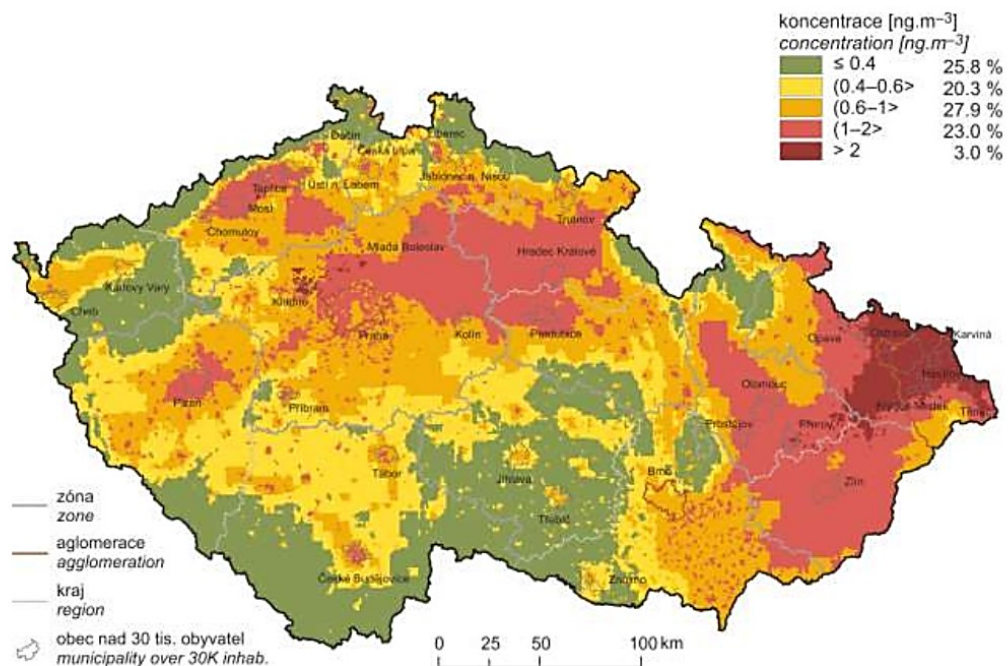 koncentrace [ng.m–3]
concentration [ng.m–3]
≤ 0.4 25.8 %
(0.4–0.6> 20.3 %
(0.6–1> 27.9 %
(1–2> 23.0 %
> 2 3.0 %
Děčín
Liberec
Česká Lípa
Jablonec n. Nisou
Teplice
Ústí n. Labem
Most
Trutnov
Chomutov
Mladá Boleslav
Hradec Králové
Karlovy Vary
Kladno
Cheb
Praha
Kolín
Pardubice
Opava
Ostrava
Karviná
Havířov
Olomouc
Plzeň
Příbram
Frýdek-Místek
Prostějov
Přerov
Tábor
Brno
Jihlava
Zlín
Třebíč
České Budějovice
Znojmo
zóna
zone
aglomerace
agglomeration
kraj
region
obec nad 30 tis. obyvatel
municipality over 30K inhab.
0 25 50 100 km